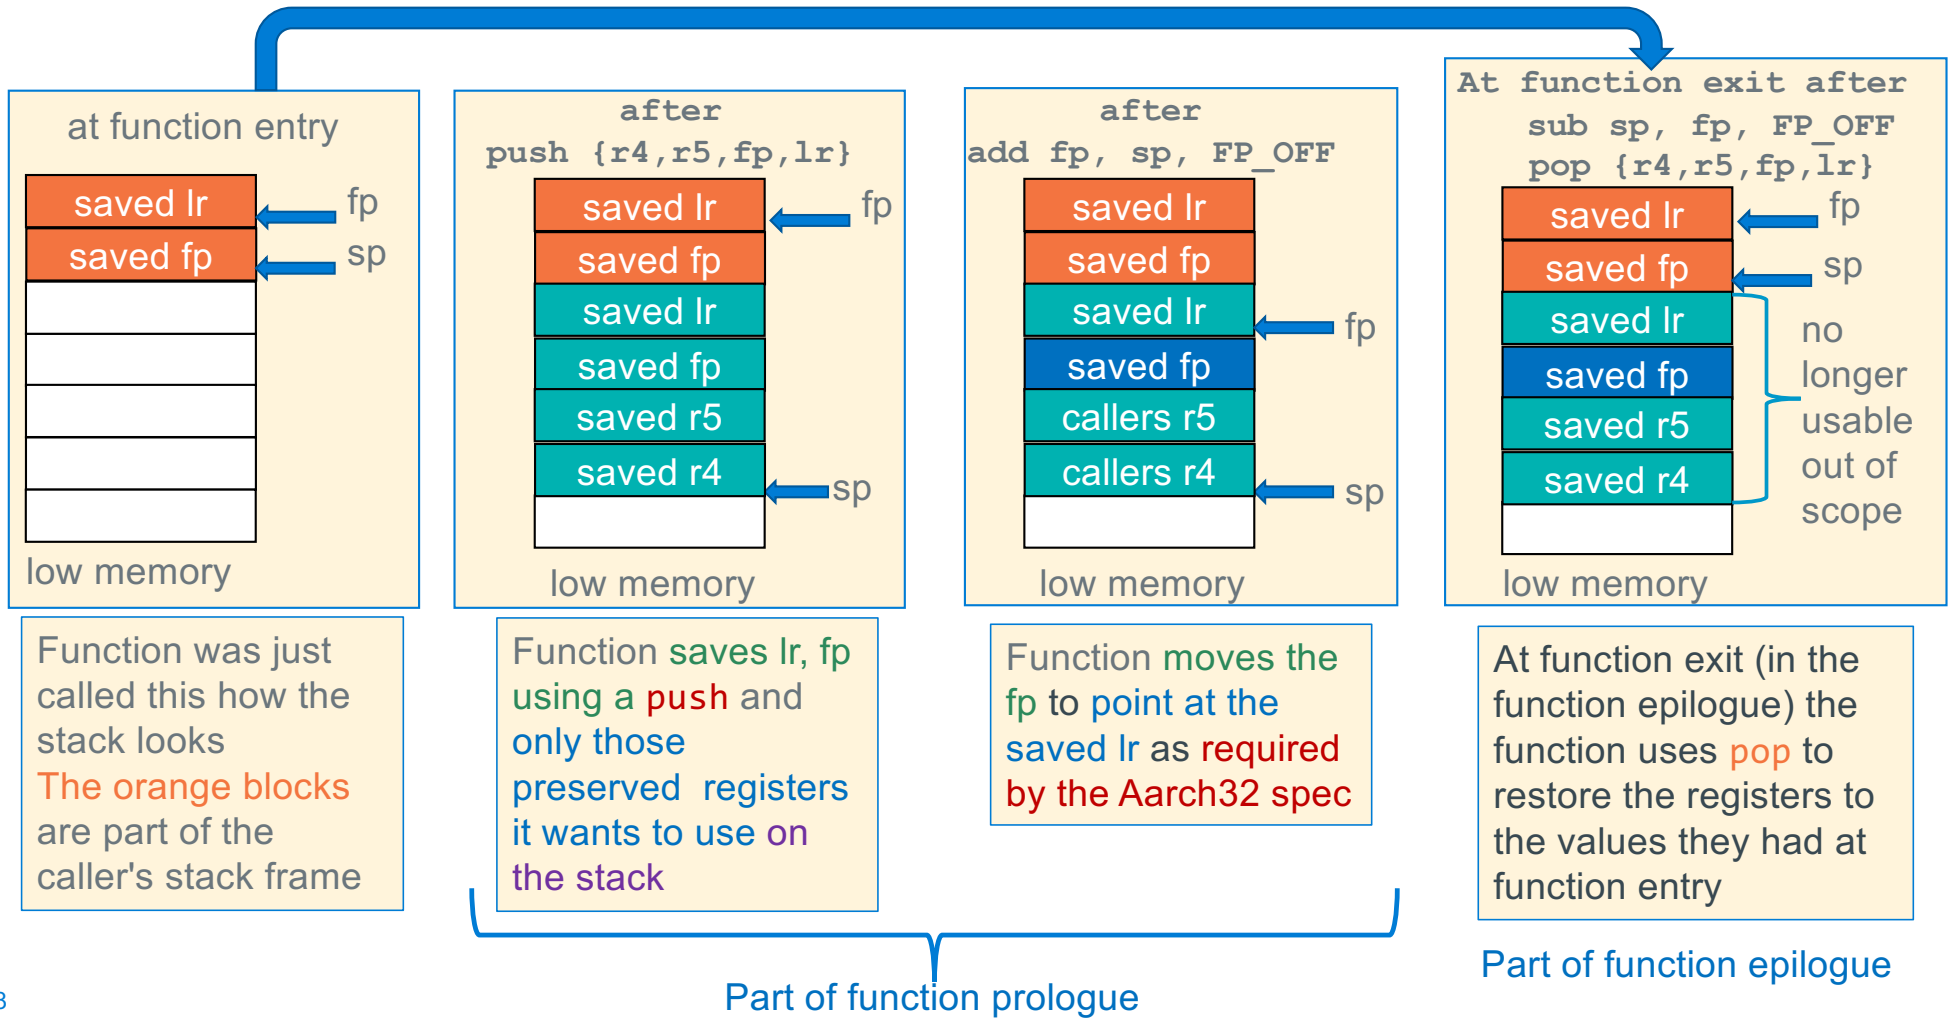 at function entry
saved lr
fp
saved fp
sp
low memory
Function was just
called this how the
stack looks
The orange blocks
are part of the
caller's stack frame
after
push {r4,r5,fp,lr}
saved lr
fp
saved fp
saved lr
saved fp
saved r5
saved r4
sp
low memory
Function saves lr, fp
using a push and
only those
preserved registers
it wants to use on
the stack
after
add fp, sp, FP_OFF
saved lr
saved fp
saved lr
fp
saved fp
callers r5
callers r4
sp
low memory
Function moves the
fp to point at the
saved lr as required
by the Aarch32 spec
Part of function prologue
At function exit after
sub sp, fp, FP_OFF
pop {r4,r5,fp,lr}
saved lr
fp
saved fp
sp
saved lr
saved fp
saved r5
saved r4
no
longer
usable
out of
scope
low memory
At function exit (in the
function epilogue) the
function uses pop to
restore the registers to
the values they had at
function entry
Part of function epilogue
3